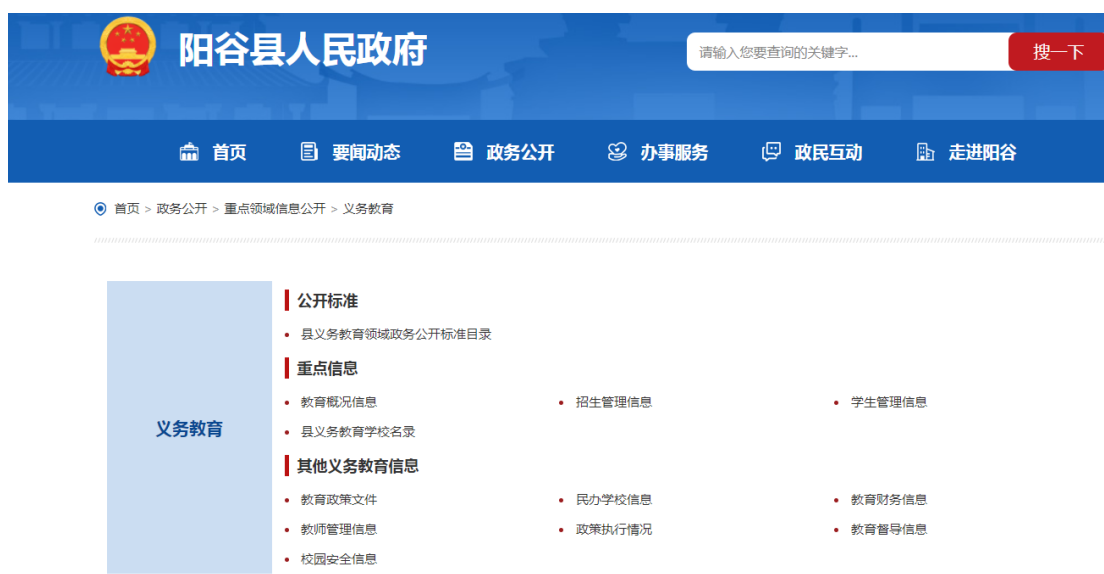 阳谷县人民政府
请输入您要查询的关键字... 搜一下
首页 要闻动态 政务公开 办事服务 政民互动 走进阳谷
首页 > 政务公开 > 重点领域信息公开 > 义务教育
义务教育
公开标准
县义务教育领域政务公开标准目录
重点信息
教育概况信息 招生管理信息 学生管理信息
县义务教育学校名录
其他义务教育信息
教育政策文件 民办学校信息 教育财务信息
教师管理信息 政策执行情况 教育督导信息
校园安全信息